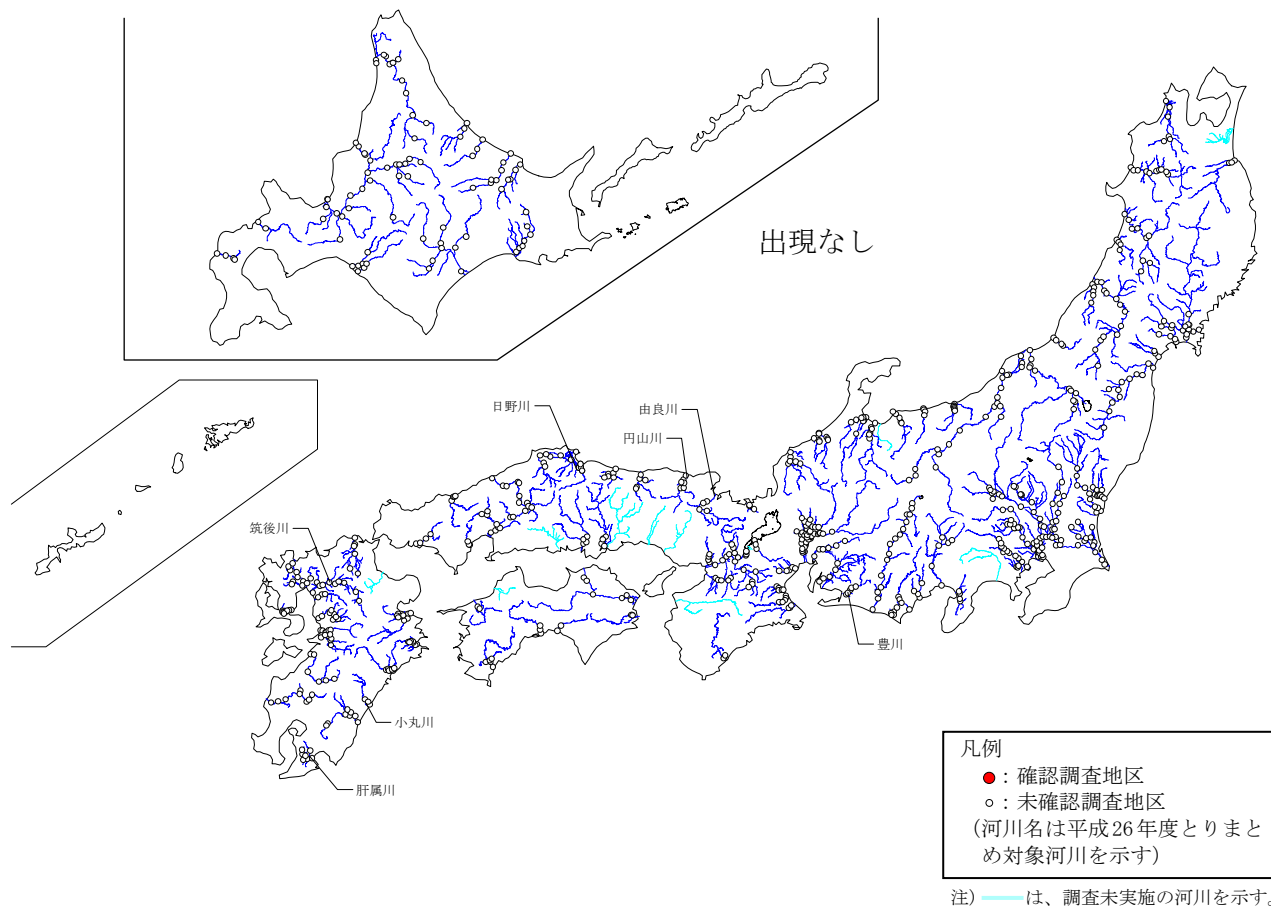 出現なし
日野川
由良川
円山川
筑後川
豊川
小丸川
肝属川
凡例
●：確認調査地区
○：未確認調査地区
(河川名は平成26年度とりまと
め対象河川を示す)
注) は、調査未実施の河川を示す。